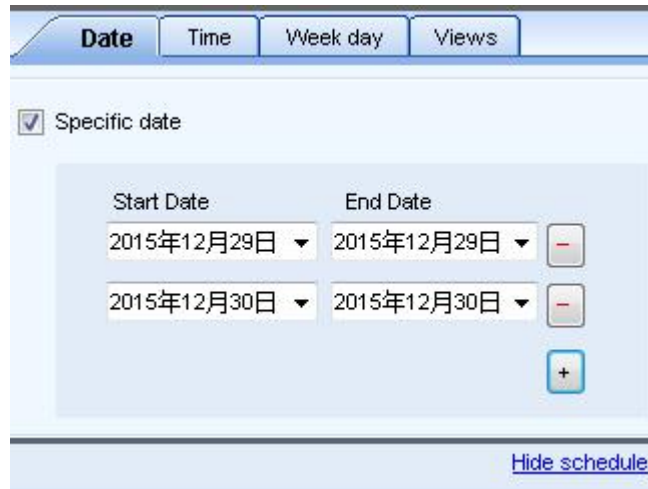 Date Time Week day Views
Specific date
Start Date End Date
2015年12月29日 2015年12月29日 -
2015年12月30日 2015年12月30日 -
+
Hide schedule